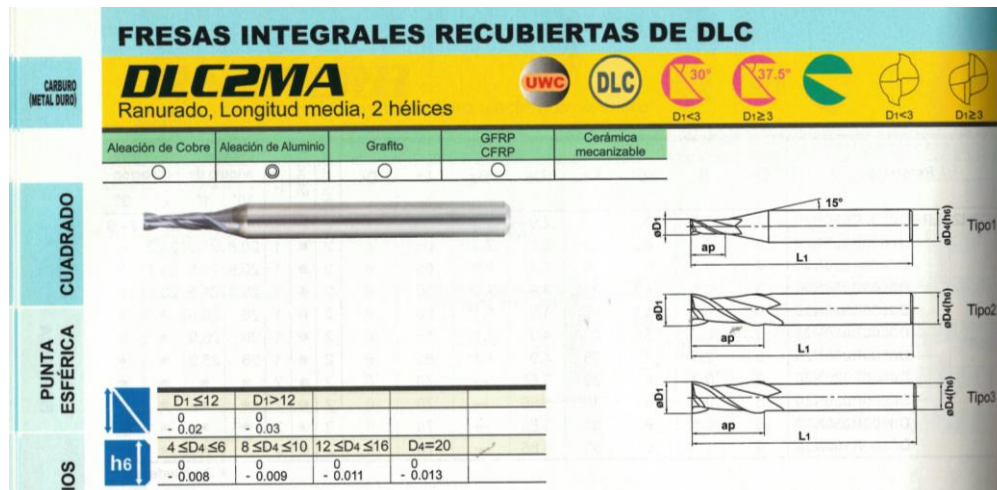 FRESAS INTEGRALES RECUBIERTAS DE DLC
CARBURO
(METAL DURO)
DLC2MA
Ranurado, Longitud media, 2 hélices
UWC
DLC
30°
D1<3
37.5°
D1≥3
D1<3
D1≥3
Aleación de Cobre
Aleación de Aluminio
Grafito
GFRP
CFRP
Cerámica
mecanizable
CUADRADO
15°
øD1
ap
L1
øD4(h6)
Tipo1
øD1
ap
L1
øD4(h6)
Tipo2
øD1
ap
L1
øD4(h6)
Tipo3
PUNTA
ESFÉRICA
D1 ≤12 D1>12
0 0
- 0.02 - 0.03
h6
4 ≤D4 ≤6 8 ≤D4 ≤10 12 ≤D4 ≤16 D4=20
0 0 0 0
- 0.008 - 0.009 - 0.011 - 0.013